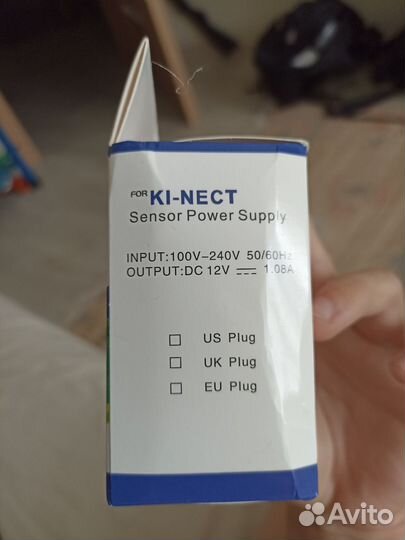 FOR KI-NECT
Sensor Power Supply
INPUT:100V-240V 50/60Hz
OUTPUT:DC 12V ⎓ 1.08A
US Plug
UK Plug
EU Plug
Avito